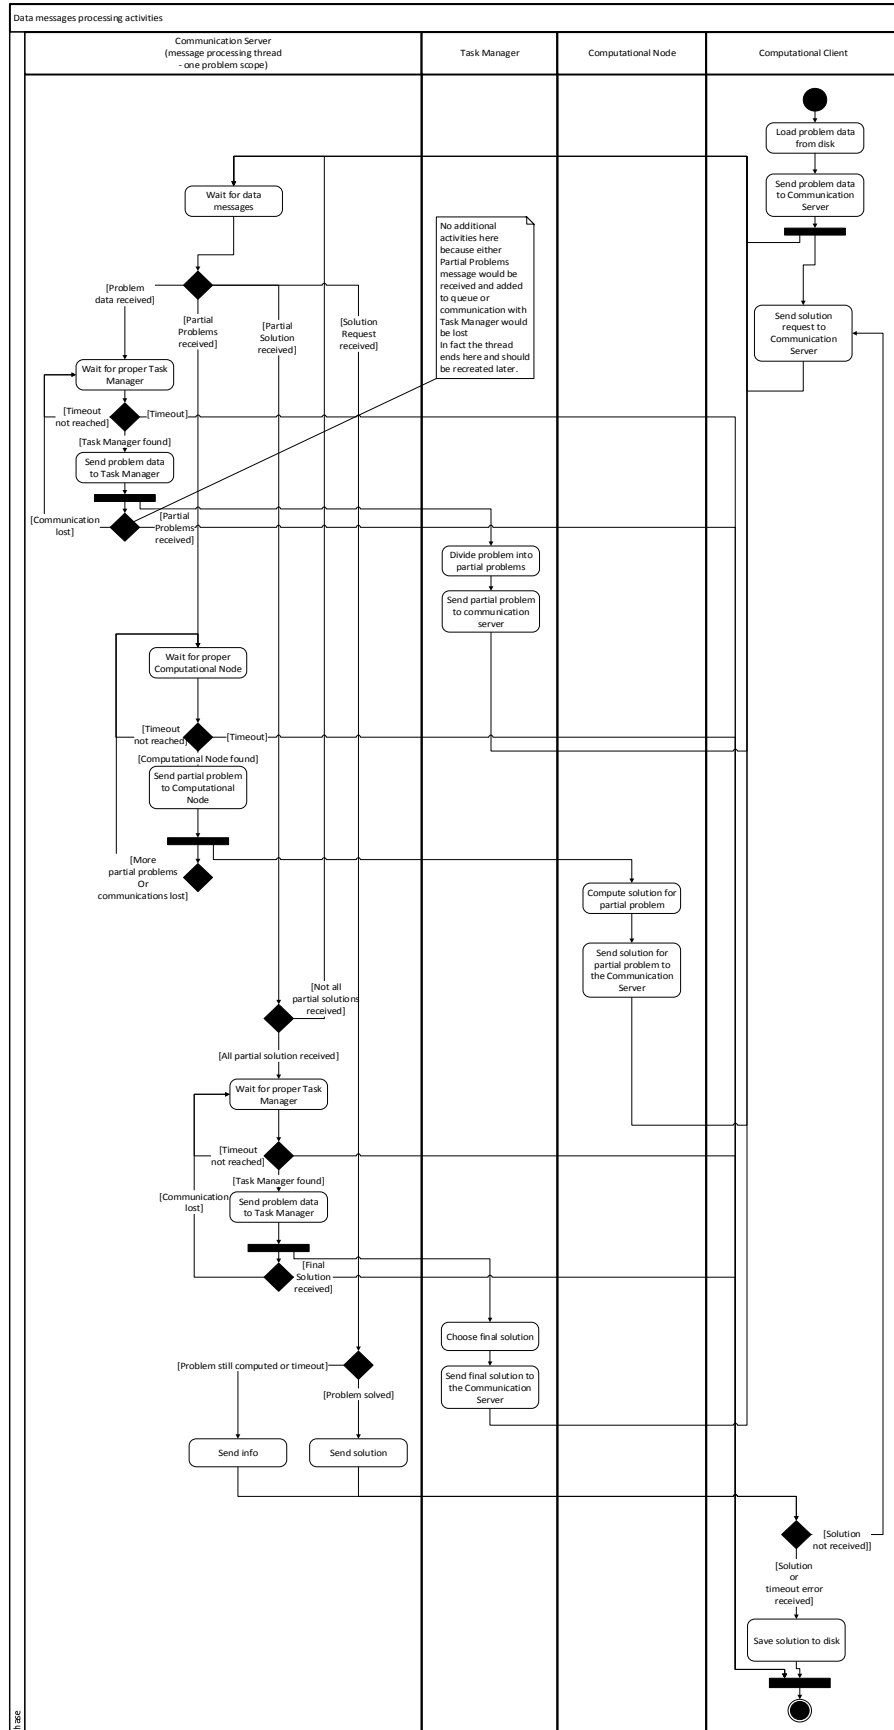 Data messages processing activities
Communication Server
(message processing thread
- one problem scope)
Task Manager
Computational Node
Computational Client
Load problem data
from disk
Send problem data
to Communication
Server
Wait for data
messages
No additional
activities here
because either
Partial Problems
message would be
received and added
to queue or
communication with
Task Manager would
be lost
In fact the thread
ends here and should
be recreated later.
[Problem
data received]
[Partial
Problems
received]
[Partial
Solution
received]
[Solution
Request
received]
Send solution
request to
Communication
Server
Wait for proper Task
Manager
[Timeout
not reached]
[Timeout]
[Task Manager found]
Send problem data
to Task Manager
[Communication
lost]
[Partial
Problems
received]
Divide problem into
partial problems
Send partial problem
to communication
server
Wait for proper
Computational Node
[Timeout
not reached]
[Timeout]
[Computational Node found]
Send partial problem
to Computational
Node
[More
partial problems
Or
communications lost]
Compute solution for
partial problem
Send solution for
partial problem to
the Communication
Server
[Not all
partial solutions
received]
[All partial solution received]
Wait for proper Task
Manager
[Timeout
not reached]
[Task Manager found]
[Communication
lost]
Send problem data
to Task Manager
[Final
Solution
received]
Choose final solution
[Problem still computed or timeout]
Send final solution to
the Communication
Server
[Problem solved]
Send info
Send solution
[Solution
not received]]
[Solution
or
timeout error
received]
Save solution to disk
hase